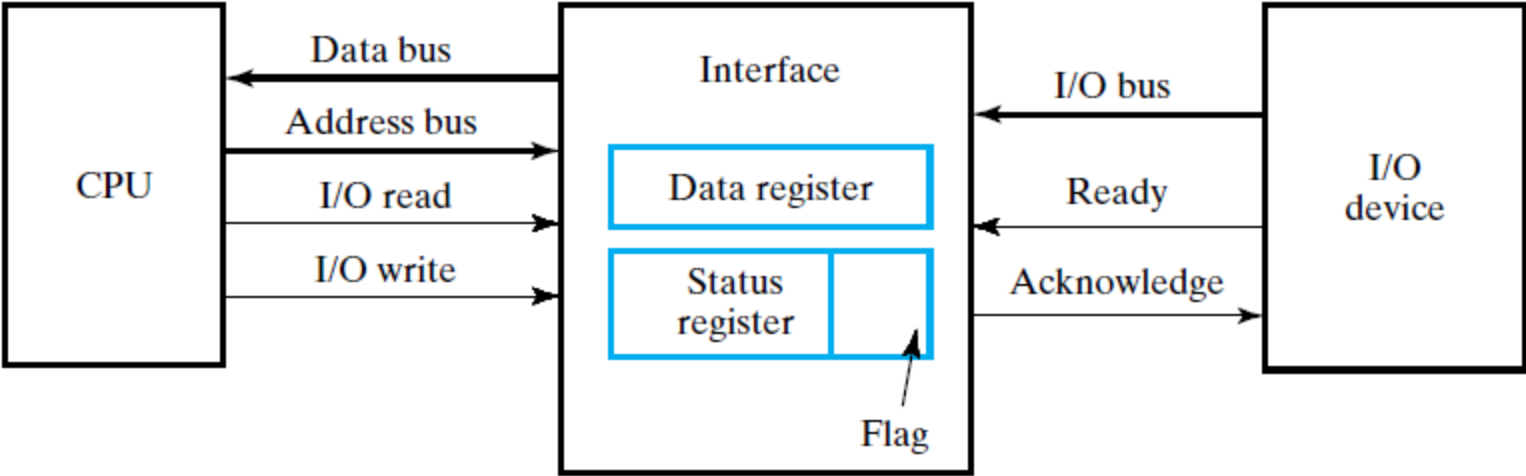 CPU
Data bus
Address bus
I/O read
I/O write
Interface
Data register
Status
register
Flag
I/O bus
Ready
Acknowledge
I/O
device